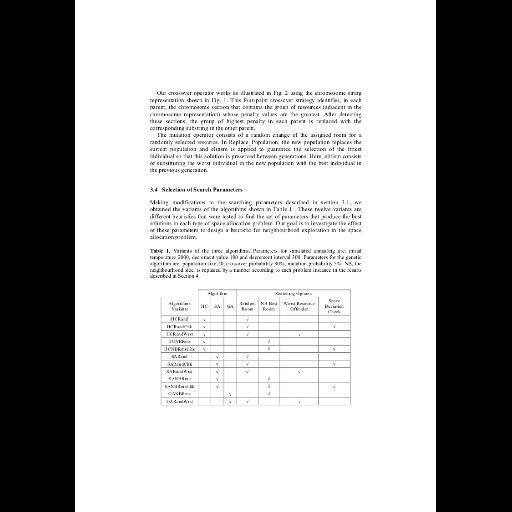 Our crossover operator works as illustrated in Fig. 2 using the chromosome string
representation shown in Fig. 1. This four-point crossover strategy identifies, in each
parent, the chromosome section that contains the group of resources (adjacent in the
chromosome representation) whose penalty values are the greatest. After detecting
these sections, the group of highest penalty in each parent is replaced with the
corresponding substring in the other parent.
The mutation operator consists of a random change of the assigned room for a
randomly selected resource. In Replace_Population, the new population replaces the
current population and elitism is applied to guarantee the selection of the fittest
individual so that this solution is preserved between generations. Here, elitism consists
of substituting the worst individual in the new population with the best individual in
the previous generation.
3.4 Selection of Search Parameters
Making modifications to the searching parameters described in section 3.1, we
obtained the variants of the algorithms shown in Table 1. These twelve variants are
different heuristics that were tested to find the set of parameters that produce the best
solutions in each type of space allocation problem. Our goal is to investigate the effect
of these parameters to design a heuristic for neighbourhood exploration in the space
allocation problem.
Table 1. Variants of the three algorithms. Parameters for simulated annealing are: initial
temperature 2000, decrement value 100 and decrement interval 300. Parameters for the genetic
algorithm are: population size 20, crossover probability 80%, mutation probability 5%. NB, the
neighbourhood size, is replaced by a number according to each problem instance in the results
described in Section 4.
Algorithm Searching Options
Algorithms Variants HC SA GA Random Room NB Best Room Worst Resource Offender Space Deviation Check
HCRand √ √
HCRandChk √ √ √
HCRandWrst √ √ √
HCNBRms √ √
HCNBRmsChk √ √ √
SARand √ √
SARandChk √ √ √
SARandWrst √ √ √
SANBRms √ √
SANBRmsChk √ √ √
GANBRms √ √
GARandWrst √ √ √